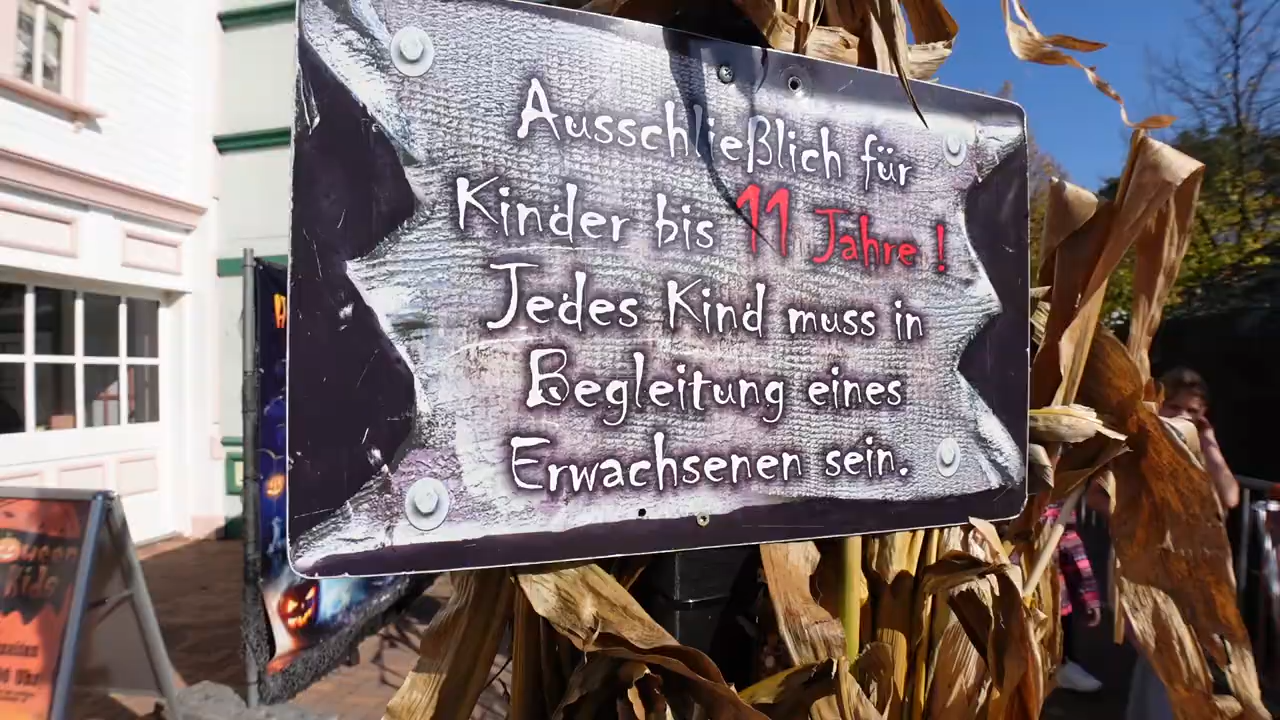 Ausschließlich für
Kinder bis 11 Jahre !
Jedes Kind muss in
Begleitung eines
Erwachsenen sein.